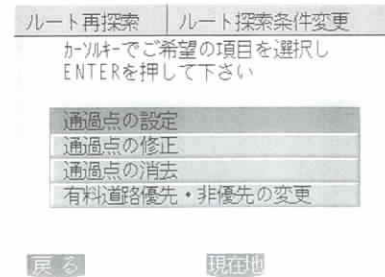 ルート再探索 ルート探索条件変更
カーソルキーでご希望の項目を選択し
ENTERを押して下さい
通過点の設定
通過点の修正
通過点の消去
有料道路優先・非優先の変更
戻る 現在地